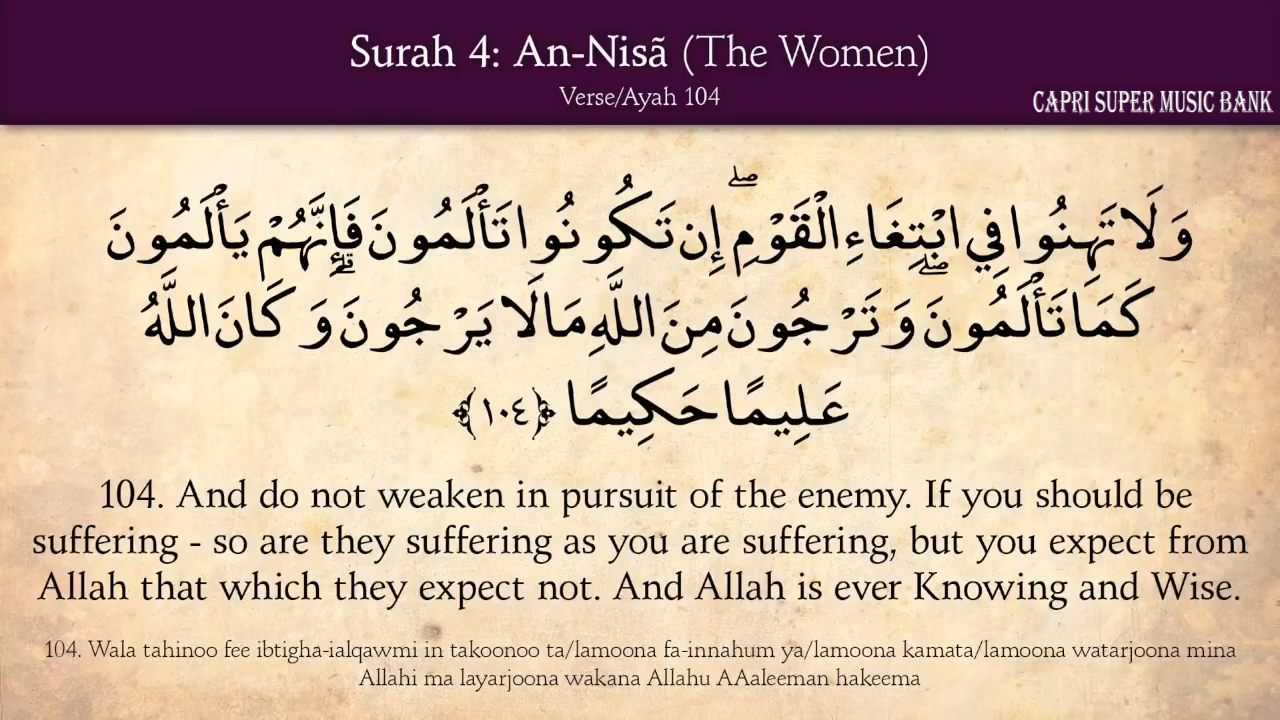 Surah 4: An-Nisã (The Women)
Verse/Ayah 104
CAPRI SUPER MUSIC BANK
وَلَا تَهِنُوا فِي ابْتِغَاءِ الْقَوْمِ ۖ إِن تَكُونُوا تَأْلَمُونَ فَإِنَّهُمْ يَأْلَمُونَ
كَمَا تَأْلَمُونَ ۖ وَتَرْجُونَ مِنَ اللَّهِ مَا لَا يَرْجُونَ ۗ وَكَانَ اللَّهُ
عَلِيمًا حَكِيمًا ﴿١٠٤﴾
104. And do not weaken in pursuit of the enemy. If you should be
suffering - so are they suffering as you are suffering, but you expect from
Allah that which they expect not. And Allah is ever Knowing and Wise.
104. Wala tahinoo fee ibtigha-ialqawmi in takoonoo ta/lamoona fa-innahum ya/lamoona kamata/lamoona watarjoona mina
Allahi ma layarjoona wakana Allahu AAaleeman hakeema